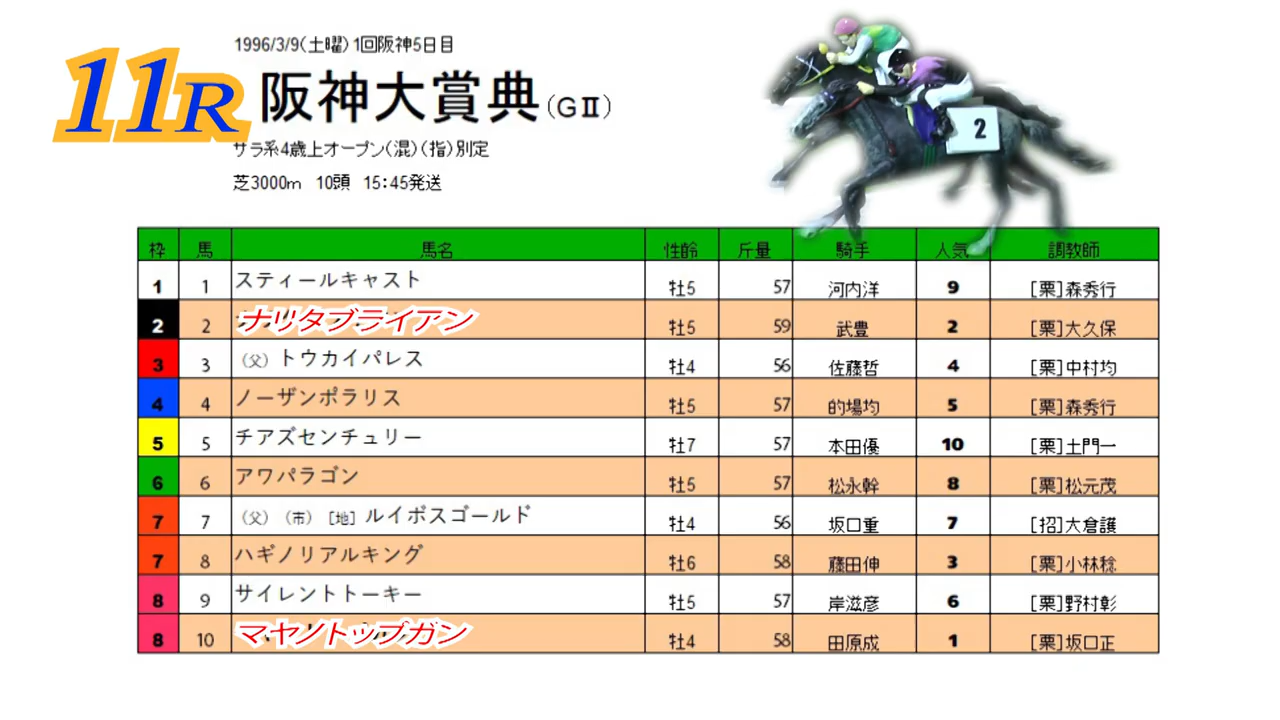 1996/3/9(土曜)1回阪神5日目
11R 阪神大賞典(GⅡ)
サラ系4歳上オープン(混)(指)別定
芝3000m 10頭 15:45発送
2
枠 馬 馬名 性齢 斤量 騎手 人気 調教師
1 1 スティールキャスト 牡5 57 河内洋 9 [栗]森秀行
2 2 ナリタブライアン 牡5 59 武豊 2 [栗]大久保
3 3 (父)トウカイパレス 牡4 56 佐藤哲 4 [栗]中村均
4 4 ノーザンポラリス 牡5 57 的場均 5 [栗]森秀行
5 5 チアズセンチュリー 牡7 57 本田優 10 [栗]土門一
6 6 アワパラゴン 牡5 57 松永幹 8 [栗]松元茂
7 7 (父)(市)[地]ルイボスゴールド 牡4 56 坂口重 7 [招]大倉護
7 8 ハギノリアルキング 牡6 58 藤田伸 3 [栗]小林稔
8 9 サイレントトーキー 牡5 57 岸滋彦 6 [栗]野村彰
8 10 マヤノトップガン 牡4 58 田原成 1 [栗]坂口正